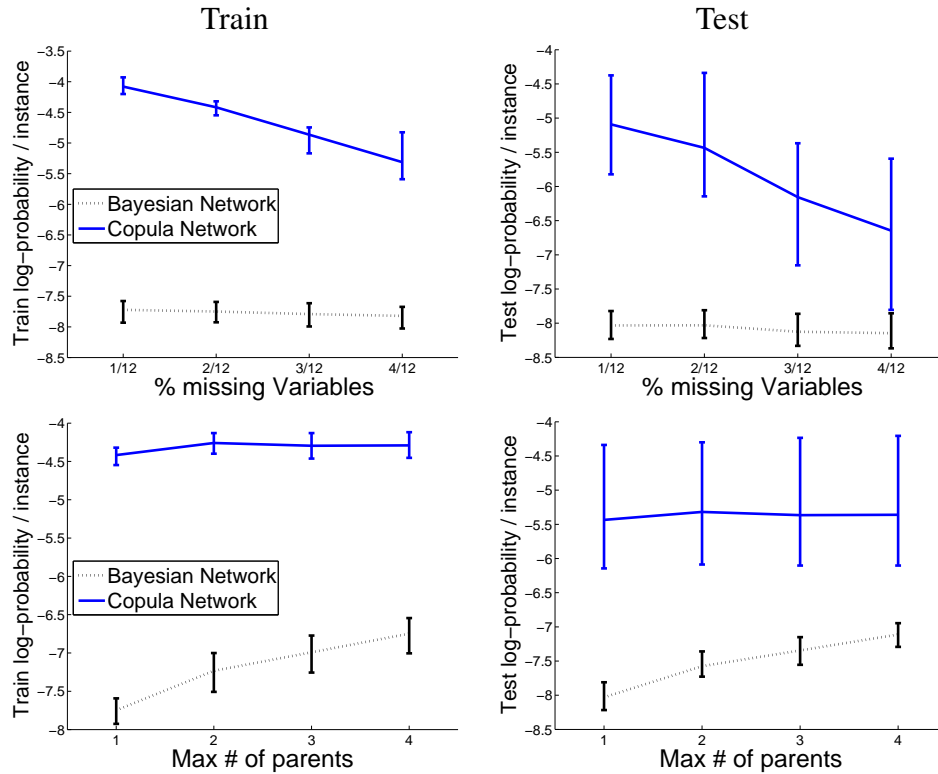 Train
Test
Train log-probability / instance
-3.5
-4
-4.5
-5
-5.5
-6
-6.5
-7
-7.5
-8
-8.5
Bayesian Network
Copula Network
1/12 2/12 3/12 4/12
% missing Variables
Test log-probability / instance
-4
-4.5
-5
-5.5
-6
-6.5
-7
-7.5
-8
-8.5
1/12 2/12 3/12 4/12
% missing Variables
Train log-probability / instance
-4
-4.5
-5
-5.5
-6
-6.5
-7
-7.5
-8
Bayesian Network
Copula Network
1 2 3 4
Max # of parents
Test log-probability / instance
-4
-4.5
-5
-5.5
-6
-6.5
-7
-7.5
-8
-8.5
1 2 3 4
Max # of parents